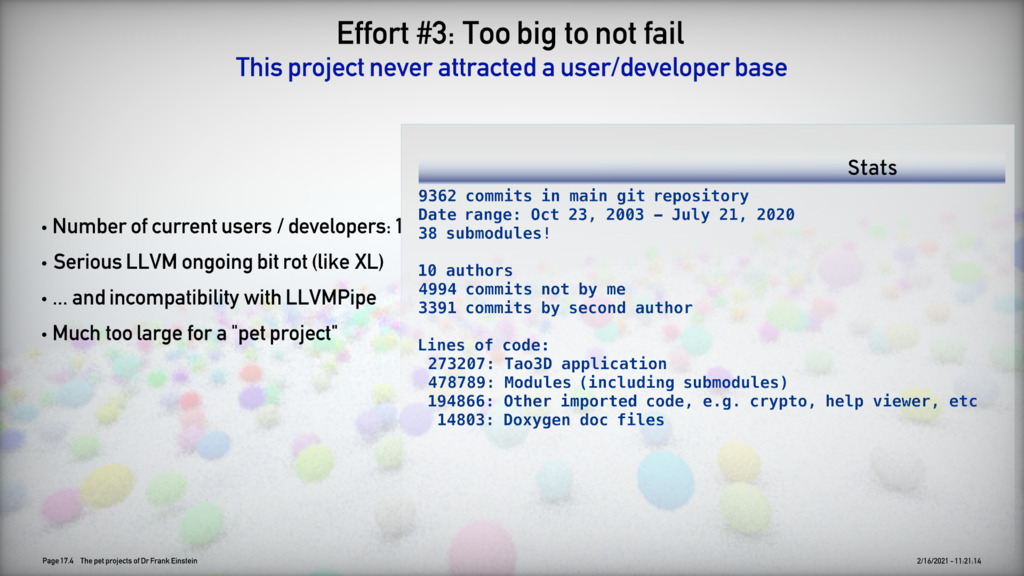 Effort #3: Too big to not fail
This project never attracted a user/developer base
• Number of current users / developers: 1
• Serious LLVM ongoing bit rot (like XL)
• ... and incompatibility with LLVMPipe
• Much too large for a "pet project"
Stats
9362 commits in main git repository
Date range: Oct 23, 2003 – July 21, 2020
38 submodules!
10 authors
4994 commits not by me
3391 commits by second author
Lines of code:
273207: Tao3D application
478789: Modules (including submodules)
194866: Other imported code, e.g. crypto, help viewer, etc
14803: Doxygen doc files
Page 17.4 The pet projects of Dr Frank Einstein
2/16/2021 - 11:21:14